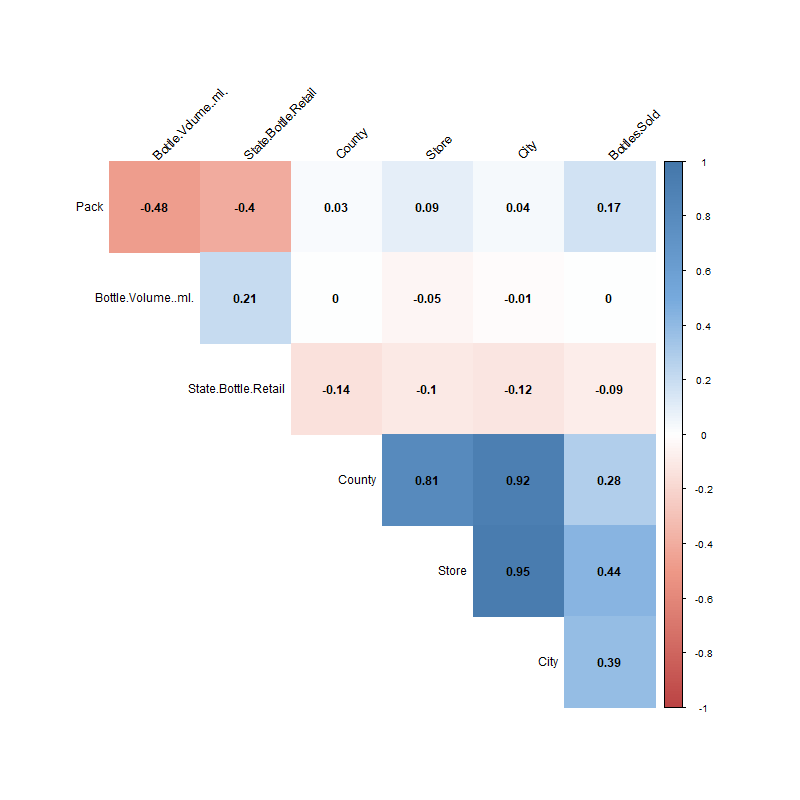 Bottle.Volume..ml.
State.Bottle.Retail
County
Store
City
Bottles.Sold
Pack -0.48 -0.4 0.03 0.09 0.04 0.17
Bottle.Volume..ml. 0.21 0 -0.05 -0.01 0
State.Bottle.Retail -0.14 -0.1 -0.12 -0.09
County 0.81 0.92 0.28
Store 0.95 0.44
City 0.39
1
0.8
0.6
0.4
0.2
0
-0.2
-0.4
-0.6
-0.8
-1